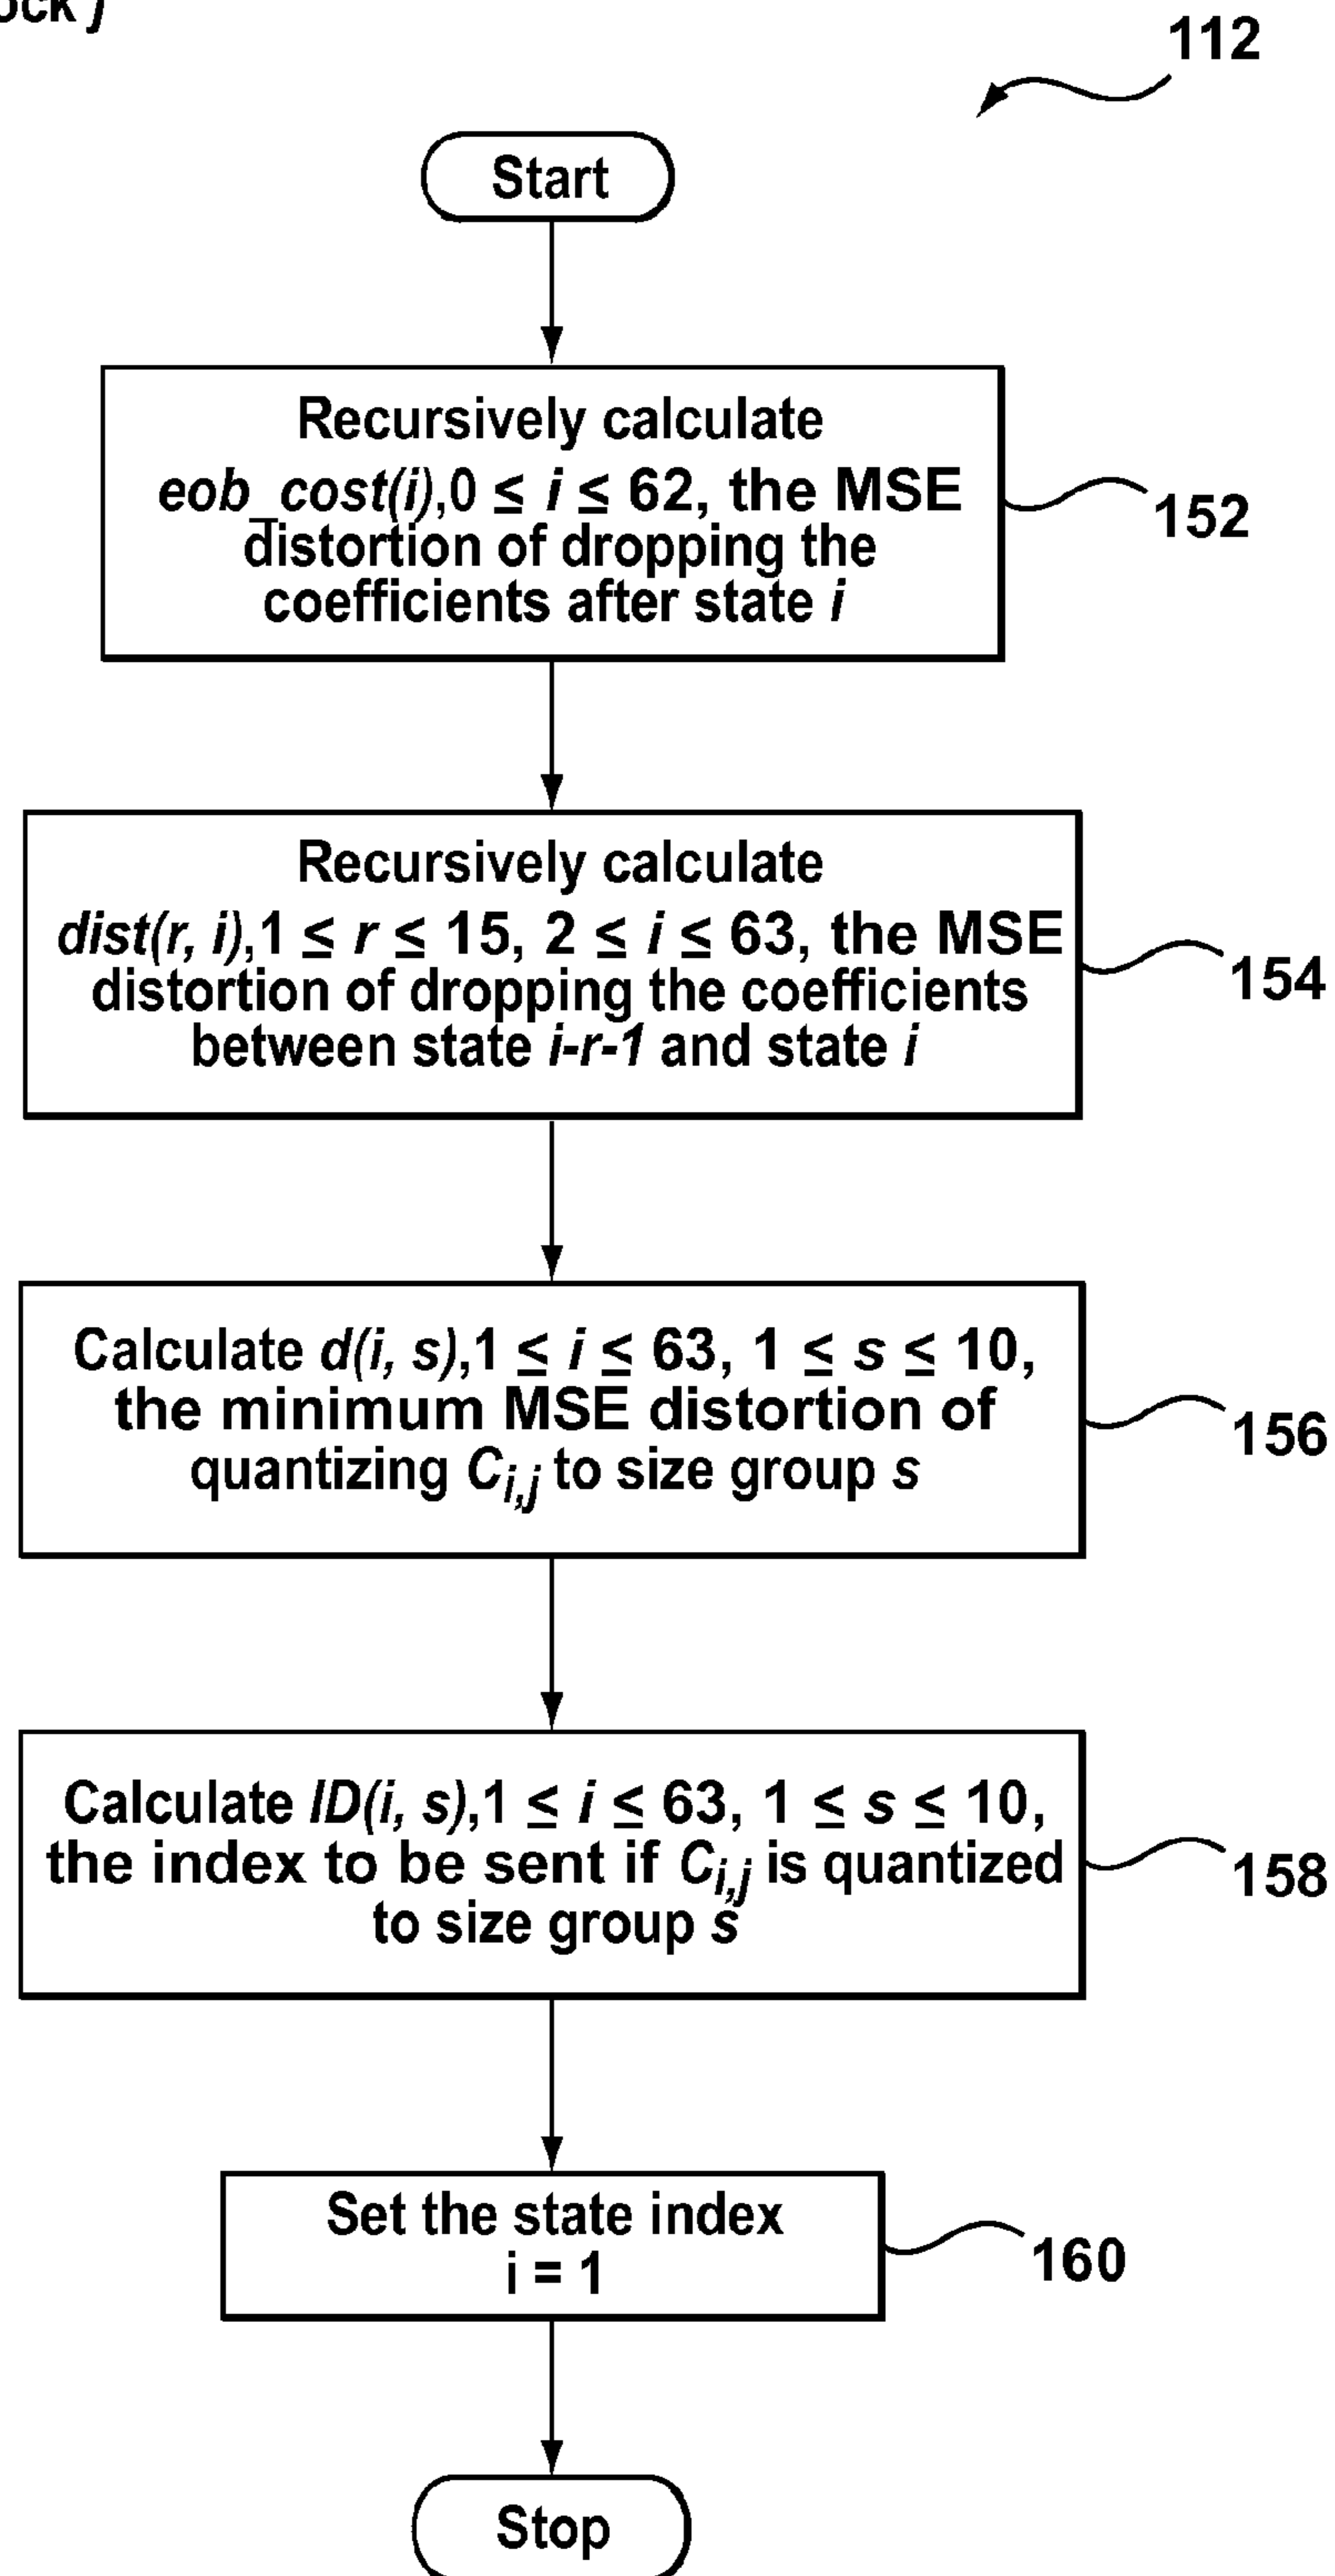 j
112
Start
Recursively calculate
eob_cost(i),0 ≤ i ≤ 62, the MSE
distortion of dropping the
coefficients after state i
152
Recursively calculate
dist(r, i),1 ≤ r ≤ 15, 2 ≤ i ≤ 63, the MSE
distortion of dropping the coefficients
between state i-r-1 and state i
154
Calculate d(i, s),1 ≤ i ≤ 63, 1 ≤ s ≤ 10,
the minimum MSE distortion of
quantizing Ci,j to size group s
156
Calculate ID(i, s),1 ≤ i ≤ 63, 1 ≤ s ≤ 10,
the index to be sent if Ci,j is quantized
to size group s
158
Set the state index
i = 1
160
Stop